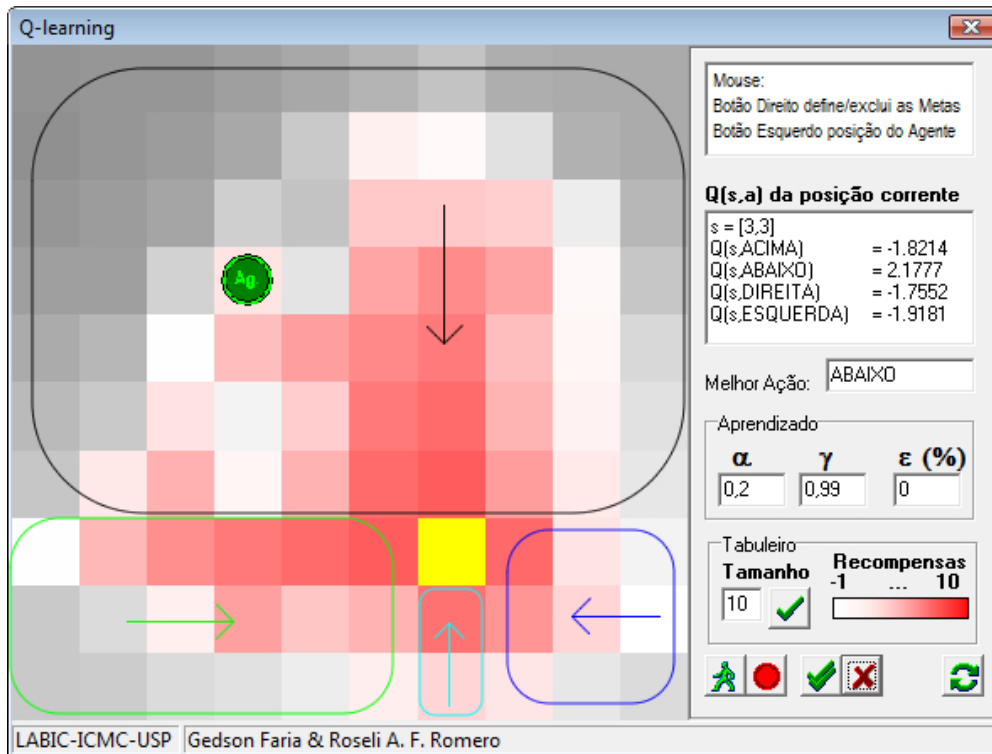 Q-learning
Mouse:
Botão Direito define/exclui as Metas
Botão Esquerdo posição do Agente
Q(s,a) da posição corrente
s = [3,3]
Q(s,ACIMA) = -1.8214
Q(s,ABAIXO) = 2.1777
Q(s,DIREITA) = -1.7552
Q(s,ESQUERDA) = -1.9181
Ag.
Melhor Ação: ABAIXO
Aprendizado
α γ ε (%)
0,2 0,99 0
Tabuleiro
Tamanho Recompensas
-1 ... 10
10
LABIC-ICMC-USP Gedson Faria & Roseli A. F. Romero